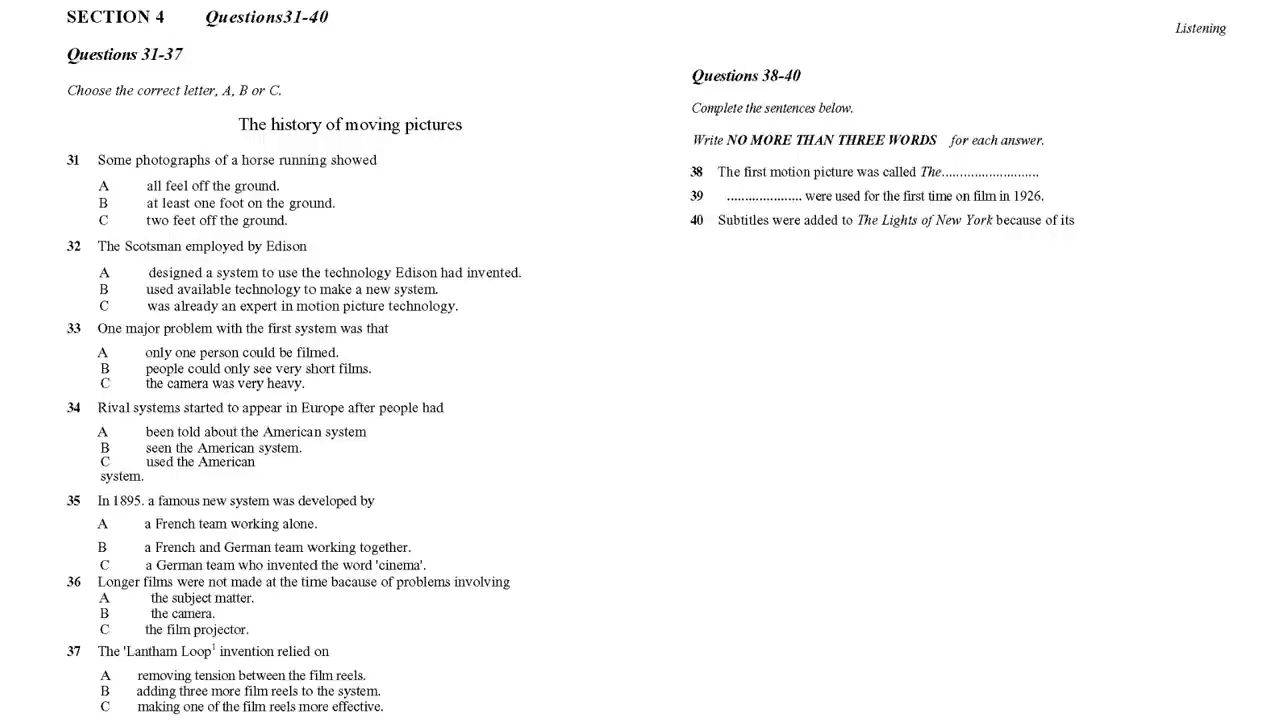 SECTION 4 Questions31-40
Questions 31-37
Choose the correct letter, A, B or C.
The history of moving pictures
31 Some photographs of a horse running showed
A all feel off the ground.
B at least one foot on the ground.
C two feet off the ground.
32 The Scotsman employed by Edison
A designed a system to use the technology Edison had invented.
B used available technology to make a new system.
C was already an expert in motion picture technology.
33 One major problem with the first system was that
A only one person could be filmed.
B people could only see very short films.
C the camera was very heavy.
34 Rival systems started to appear in Europe after people had
A been told about the American system
B seen the American system.
C used the American
system.
35 In 1895. a famous new system was developed by
A a French team working alone.
B a French and German team working together.
C a German team who invented the word 'cinema'.
36 Longer films were not made at the time bacause of problems involving
A the subject matter.
B the camera.
C the film projector.
37 The 'Lantham Loop¹ invention relied on
A removing tension between the film reels.
B adding three more film reels to the system.
C making one of the film reels more effective.
Listening
Questions 38-40
Complete the sentences below.
Write NO MORE THAN THREE WORDS for each answer.
38 The first motion picture was called The...........................
39 ..................... were used for the first time on film in 1926.
40 Subtitles were added to The Lights of New York because of its